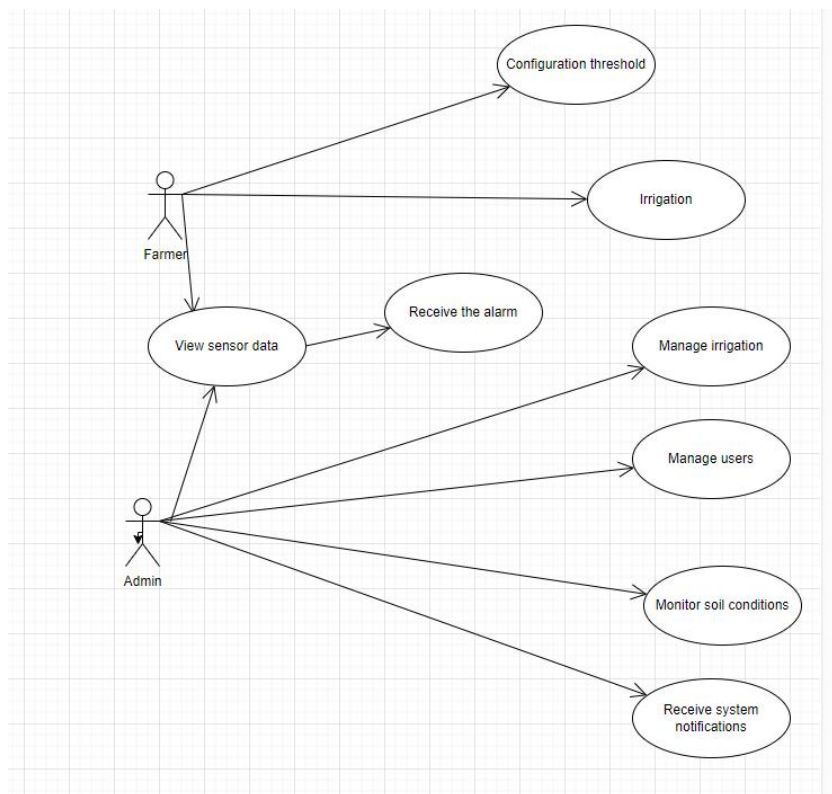 Configuration threshold
Irrigation
Farmer
Receive the alarm
View sensor data
Manage irrigation
Manage users
Admin
Monitor soil conditions
Receive system
notifications